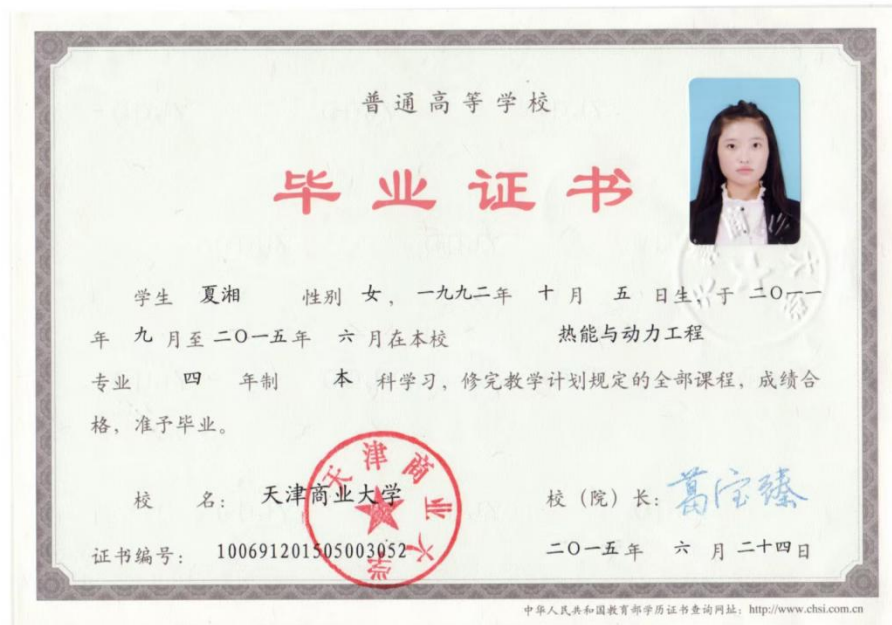 普通高等学校
毕业证书
学生 夏湘 性别 女，一九九二年 十 月 五 日生，于 二〇一一
年 九 月至 二〇一五年 六 月在本校 热能与动力工程
专业 四 年制 本 科学习，修完教学计划规定的全部课程，成绩合
格，准予毕业。
校 名： 天津商业大学
校（院）长： 葛宝臻
天津商业大学
证书编号： 100691201505003052
二〇一五年 六 月 二十四日
中华人民共和国教育部学历证书查询网址：http://www.chsi.com.cn